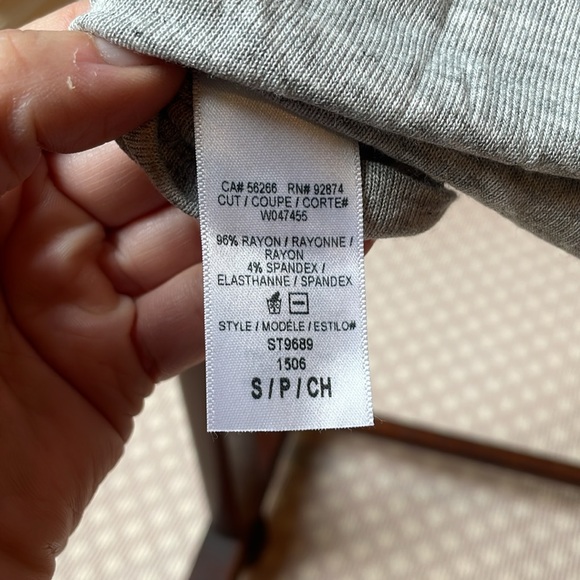 CA# 56266 RN# 92874
CUT / COUPE / CORTE#
W047455
96% RAYON / RAYONNE /
RAYON
4% SPANDEX /
ELASTHANNE / SPANDEX
STYLE / MODÈLE / ESTILO#
ST9689
1506
S / P / CH